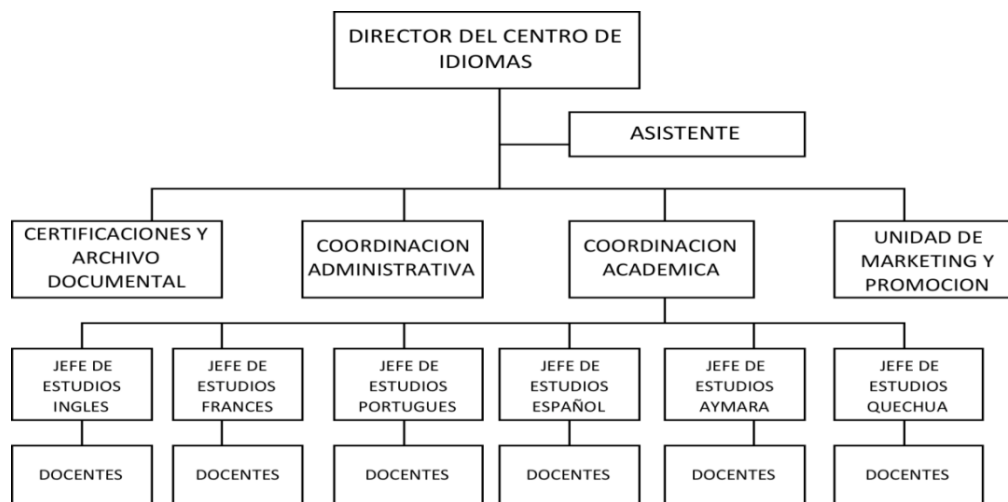 DIRECTOR DEL CENTRO DE
IDIOMAS
ASISTENTE
CERTIFICACIONES Y
ARCHIVO
DOCUMENTAL
COORDINACION
ADMINISTRATIVA
COORDINACION
ACADEMICA
UNIDAD DE
MARKETING Y
PROMOCION
JEFE DE
ESTUDIOS
INGLES
JEFE DE
ESTUDIOS
FRANCES
JEFE DE
ESTUDIOS
PORTUGUES
JEFE DE
ESTUDIOS
ESPAÑOL
JEFE DE
ESTUDIOS
AYMARA
JEFE DE
ESTUDIOS
QUECHUA
DOCENTES
DOCENTES
DOCENTES
DOCENTES
DOCENTES
DOCENTES